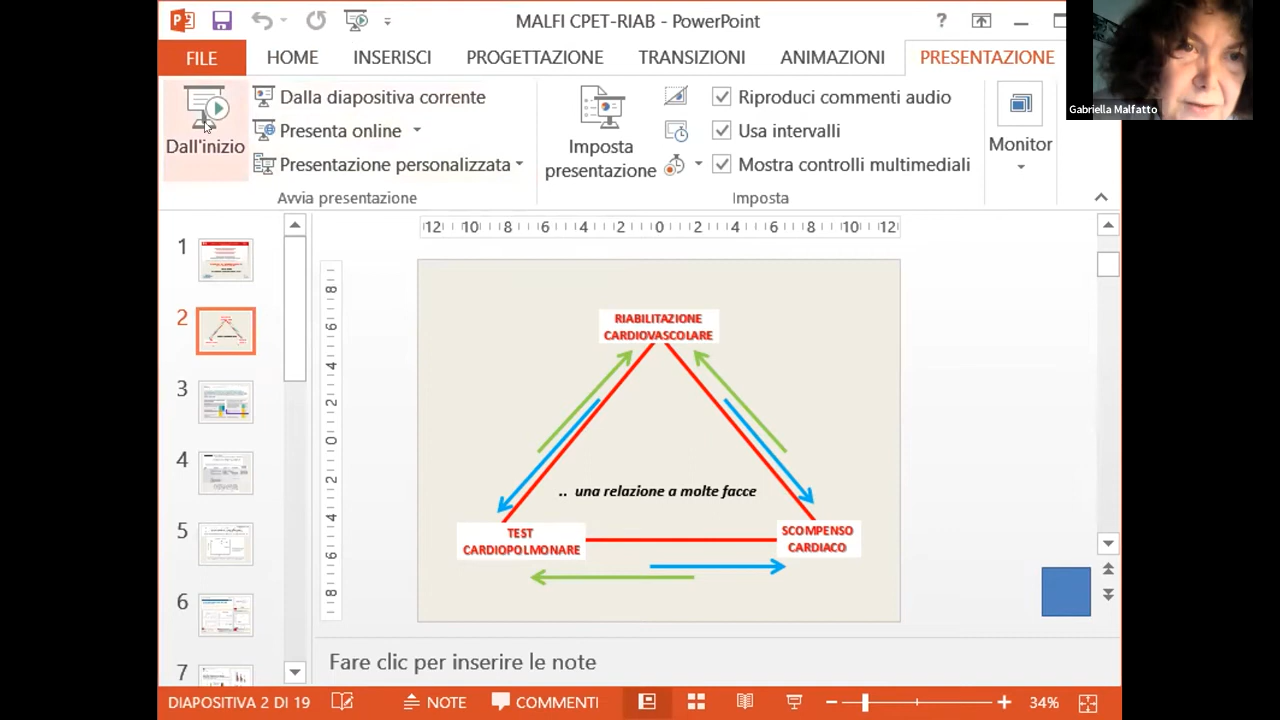 MALFI CPET-RIAB - PowerPoint
?
FILE
HOME
INSERISCI
PROGETTAZIONE
TRANSIZIONI
ANIMAZIONI
PRESENTAZIONE
Gabriella Malfatto
Dall'inizio
Dalla diapositiva corrente
Presenta online
Presentazione personalizzata
Avvia presentazione
Imposta
presentazione
Riproduci commenti audio
Usa intervalli
Mostra controlli multimediali
Imposta
Monitor
12 10 8 6 4 2 0 2 4 6 8 10 12
8
6
4
2
0
2
4
6
8
1
2
3
4
5
6
7
RIABILITAZIONE
CARDIOVASCOLARE
.. una relazione a molte facce
TEST
CARDIOPOLMONARE
SCOMPENSO
CARDIACO
Fare clic per inserire le note
DIAPOSITIVA 2 DI 19
NOTE
COMMENTI
34%